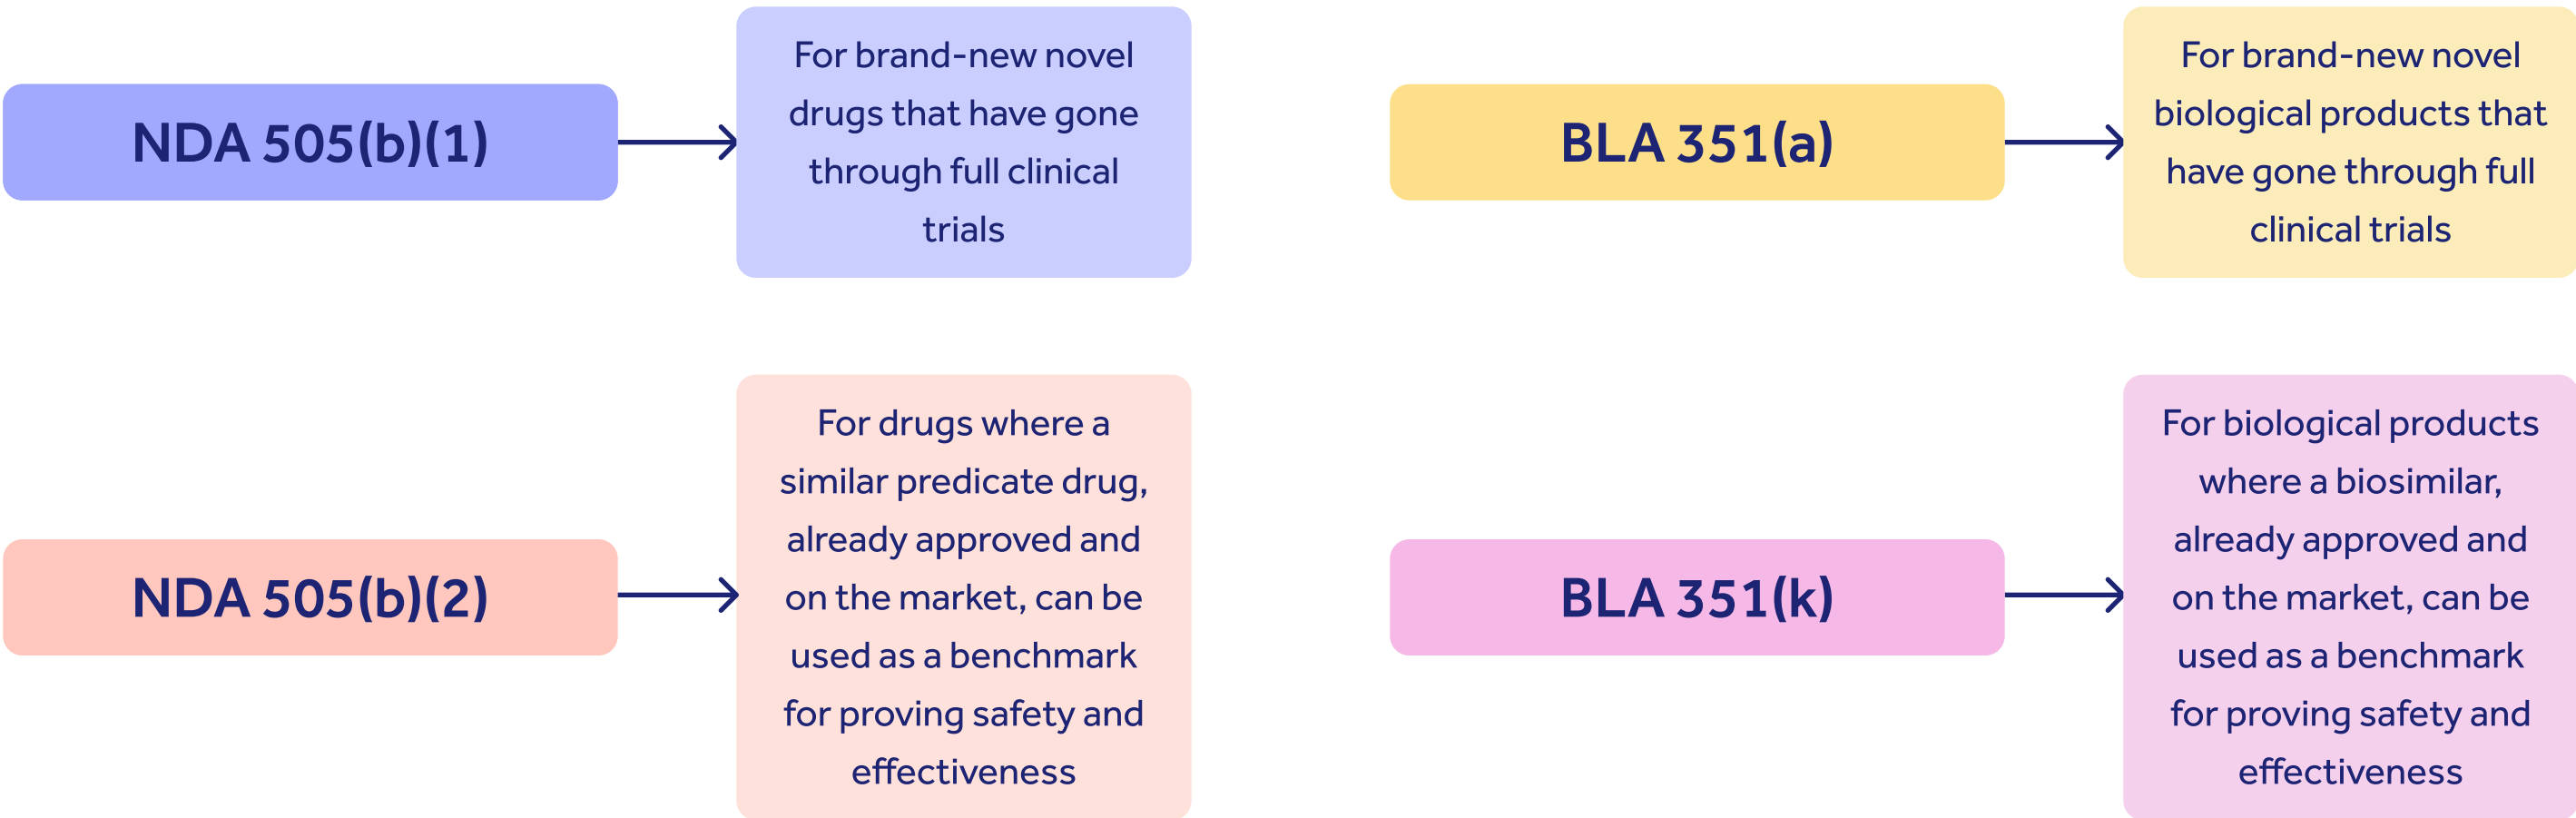 NDA 505(b)(1)
For brand-new novel
drugs that have gone
through full clinical
trials
BLA 351(a)
For brand-new novel
biological products that
have gone through full
clinical trials
NDA 505(b)(2)
For drugs where a
similar predicate drug,
already approved and
on the market, can be
used as a benchmark
for proving safety and
effectiveness
BLA 351(k)
For biological products
where a biosimilar,
already approved and
on the market, can be
used as a benchmark
for proving safety and
effectiveness